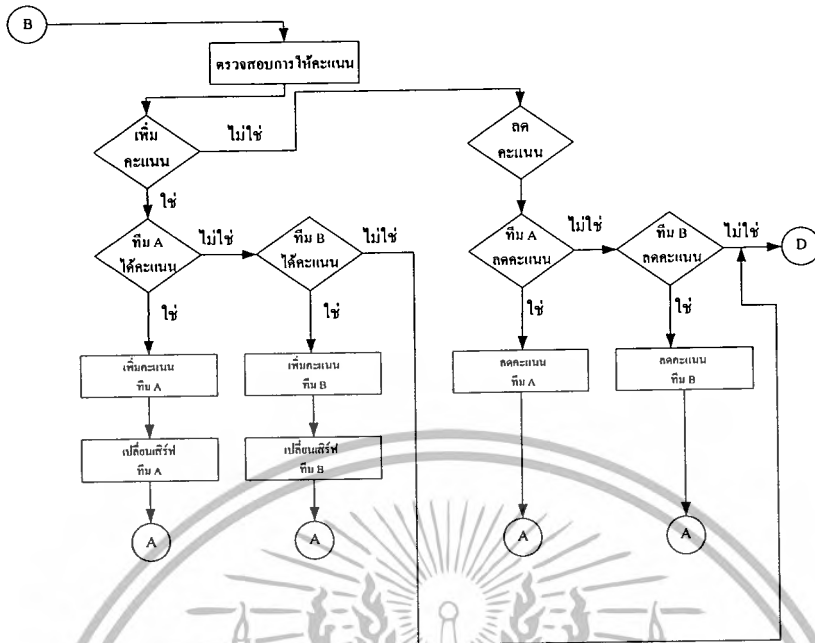 B
ตรวจสอบการให้คะแนน
เพิ่ม
คะแนน
ไม่ใช่
ลด
คะแนน
ใช่
ทีม A
ได้คะแนน
ไม่ใช่
ทีม B
ได้คะแนน
ไม่ใช่
ทีม A
ลดคะแนน
ไม่ใช่
ทีม B
ลดคะแนน
ไม่ใช่
D
ใช่
ใช่
ใช่
ใช่
เพิ่มคะแนน
ทีม A
เพิ่มคะแนน
ทีม B
ลดคะแนน
ทีม A
ลดคะแนน
ทีม B
เปลี่ยนเสิร์ฟ
ทีม A
เปลี่ยนเสิร์ฟ
ทีม B
A
A
A
A